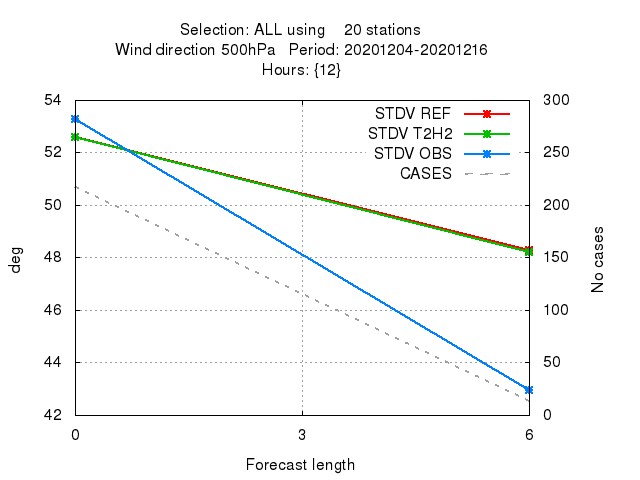 Selection: ALL using    20 stations
Wind direction 500hPa   Period: 20201204-20201216
Hours: {12}
STDV REF
STDV T2H2
STDV OBS
CASES
54
52
50
48
46
44
42
300
250
200
150
100
50
0
deg
No cases
0 3 6
Forecast length